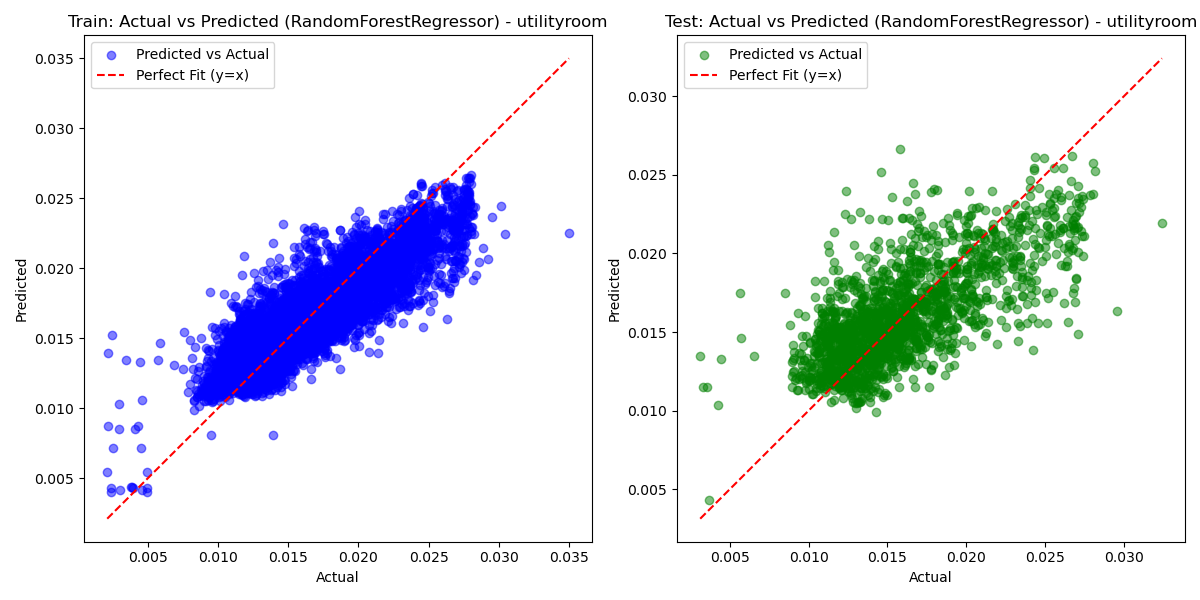 Train: Actual vs Predicted (RandomForestRegressor) - utilityroom
Predicted vs Actual
Perfect Fit (y=x)
0.035
0.030
0.025
0.020
0.015
0.010
0.005
Predicted
0.005 0.010 0.015 0.020 0.025 0.030 0.035
Actual
Test: Actual vs Predicted (RandomForestRegressor) - utilityroom
Predicted vs Actual
Perfect Fit (y=x)
0.030
0.025
0.020
0.015
0.010
0.005
Predicted
0.005 0.010 0.015 0.020 0.025 0.030
Actual